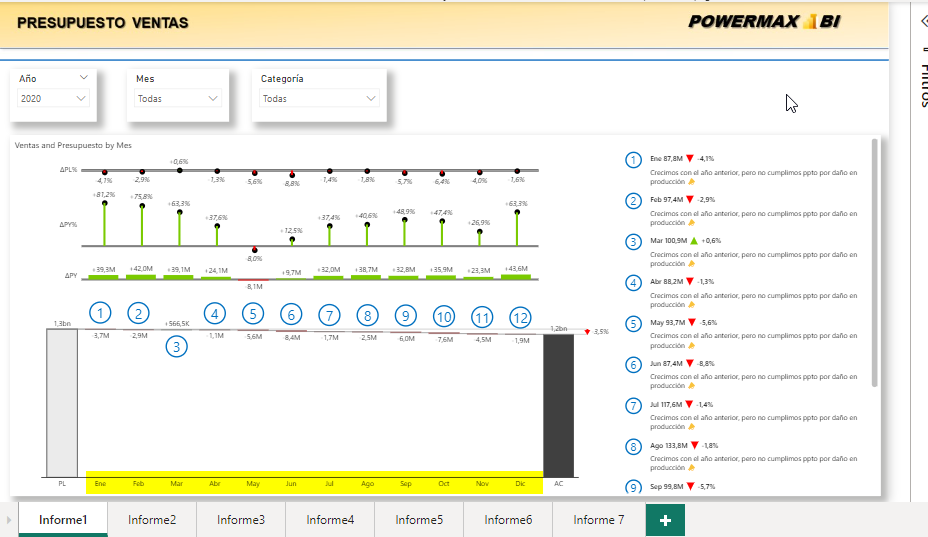 PRESUPUESTO VENTAS
POWERMAX BI
Año
2020
Mes
Todas
Categoría
Todas
Filtros
Ventas and Presupuesto by Mes
ΔPL%
-4,1% -2,9% +0,6% -1,3% -5,6% -8,8% -1,4% -1,8% -5,7% -6,4% -4,0% -1,6%
ΔPY%
+81,2% +75,8% +63,3% +37,6% -8,0% +12,5% +37,4% +40,6% +48,9% +47,4% +26,9% +63,3%
ΔPY
+39,3M +42,0M +39,1M +24,1M -8,1M +9,7M +32,0M +38,7M +32,8M +35,9M +23,3M +43,6M
1 2 3 4 5 6 7 8 9 10 11 12
1,3bn -3,7M -2,9M +566,5K -1,1M -5,6M -8,4M -1,7M -2,5M -6,0M -7,6M -4,5M -1,9M 1,2bn -3,5%
PL Ene Feb Mar Abr May Jun Jul Ago Sep Oct Nov Dic AC
1 Ene 87,8M ▼ -4,1%
Crecimos con el año anterior, pero no cumplimos ppto por daño en
producción
2 Feb 97,4M ▼ -2,9%
Crecimos con el año anterior, pero no cumplimos ppto por daño en
producción
3 Mar 100,9M ▲ +0,6%
Crecimos con el año anterior, pero no cumplimos ppto por daño en
producción
4 Abr 88,2M ▼ -1,3%
Crecimos con el año anterior, pero no cumplimos ppto por daño en
producción
5 May 93,7M ▼ -5,6%
Crecimos con el año anterior, pero no cumplimos ppto por daño en
producción
6 Jun 87,4M ▼ -8,8%
Crecimos con el año anterior, pero no cumplimos ppto por daño en
producción
7 Jul 117,6M ▼ -1,4%
Crecimos con el año anterior, pero no cumplimos ppto por daño en
producción
8 Ago 133,8M ▼ -1,8%
Crecimos con el año anterior, pero no cumplimos ppto por daño en
producción
9 Sep 99,8M ▼ -5,7%
Informe1 Informe2 Informe3 Informe4 Informe5 Informe6 Informe 7 +